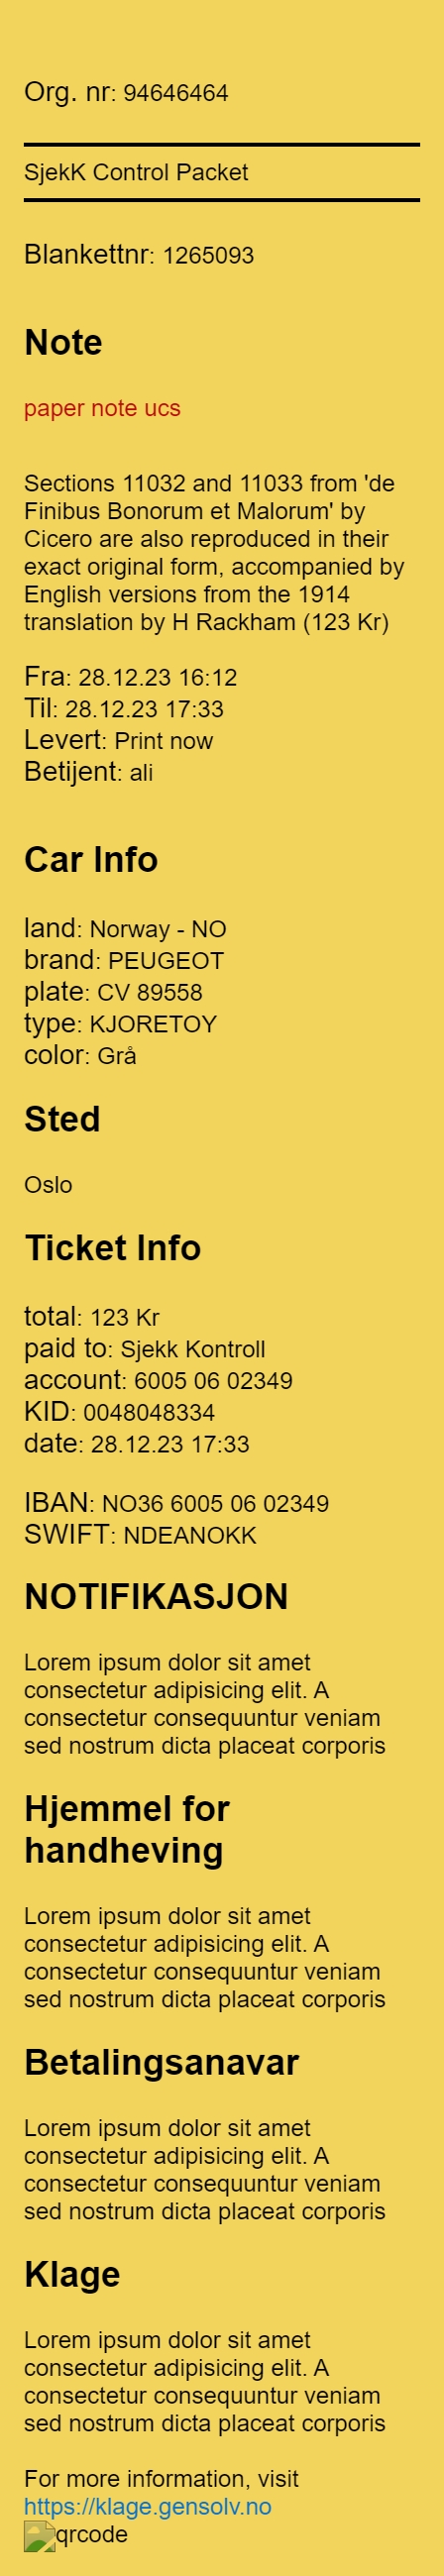 Org. nr: 94646464
SjekK Control Packet
Blankettnr: 1265093
Note
paper note ucs
Sections 11032 and 11033 from 'de
Finibus Bonorum et Malorum' by
Cicero are also reproduced in their
exact original form, accompanied by
English versions from the 1914
translation by H Rackham (123 Kr)
Fra: 28.12.23 16:12
Til: 28.12.23 17:33
Levert: Print now
Betijent: ali
Car Info
land: Norway - NO
brand: PEUGEOT
plate: CV 89558
type: KJORETOY
color: Grå
Sted
Oslo
Ticket Info
total: 123 Kr
paid to: Sjekk Kontroll
account: 6005 06 02349
KID: 0048048334
date: 28.12.23 17:33
IBAN: NO36 6005 06 02349
SWIFT: NDEANOKK
NOTIFIKASJON
Lorem ipsum dolor sit amet
consectetur adipisicing elit. A
consectetur consequuntur veniam
sed nostrum dicta placeat corporis
Hjemmel for
handheving
Lorem ipsum dolor sit amet
consectetur adipisicing elit. A
consectetur consequuntur veniam
sed nostrum dicta placeat corporis
Betalingsanavar
Lorem ipsum dolor sit amet
consectetur adipisicing elit. A
consectetur consequuntur veniam
sed nostrum dicta placeat corporis
Klage
Lorem ipsum dolor sit amet
consectetur adipisicing elit. A
consectetur consequuntur veniam
sed nostrum dicta placeat corporis
For more information, visit
https://klage.gensolv.no
qrcode